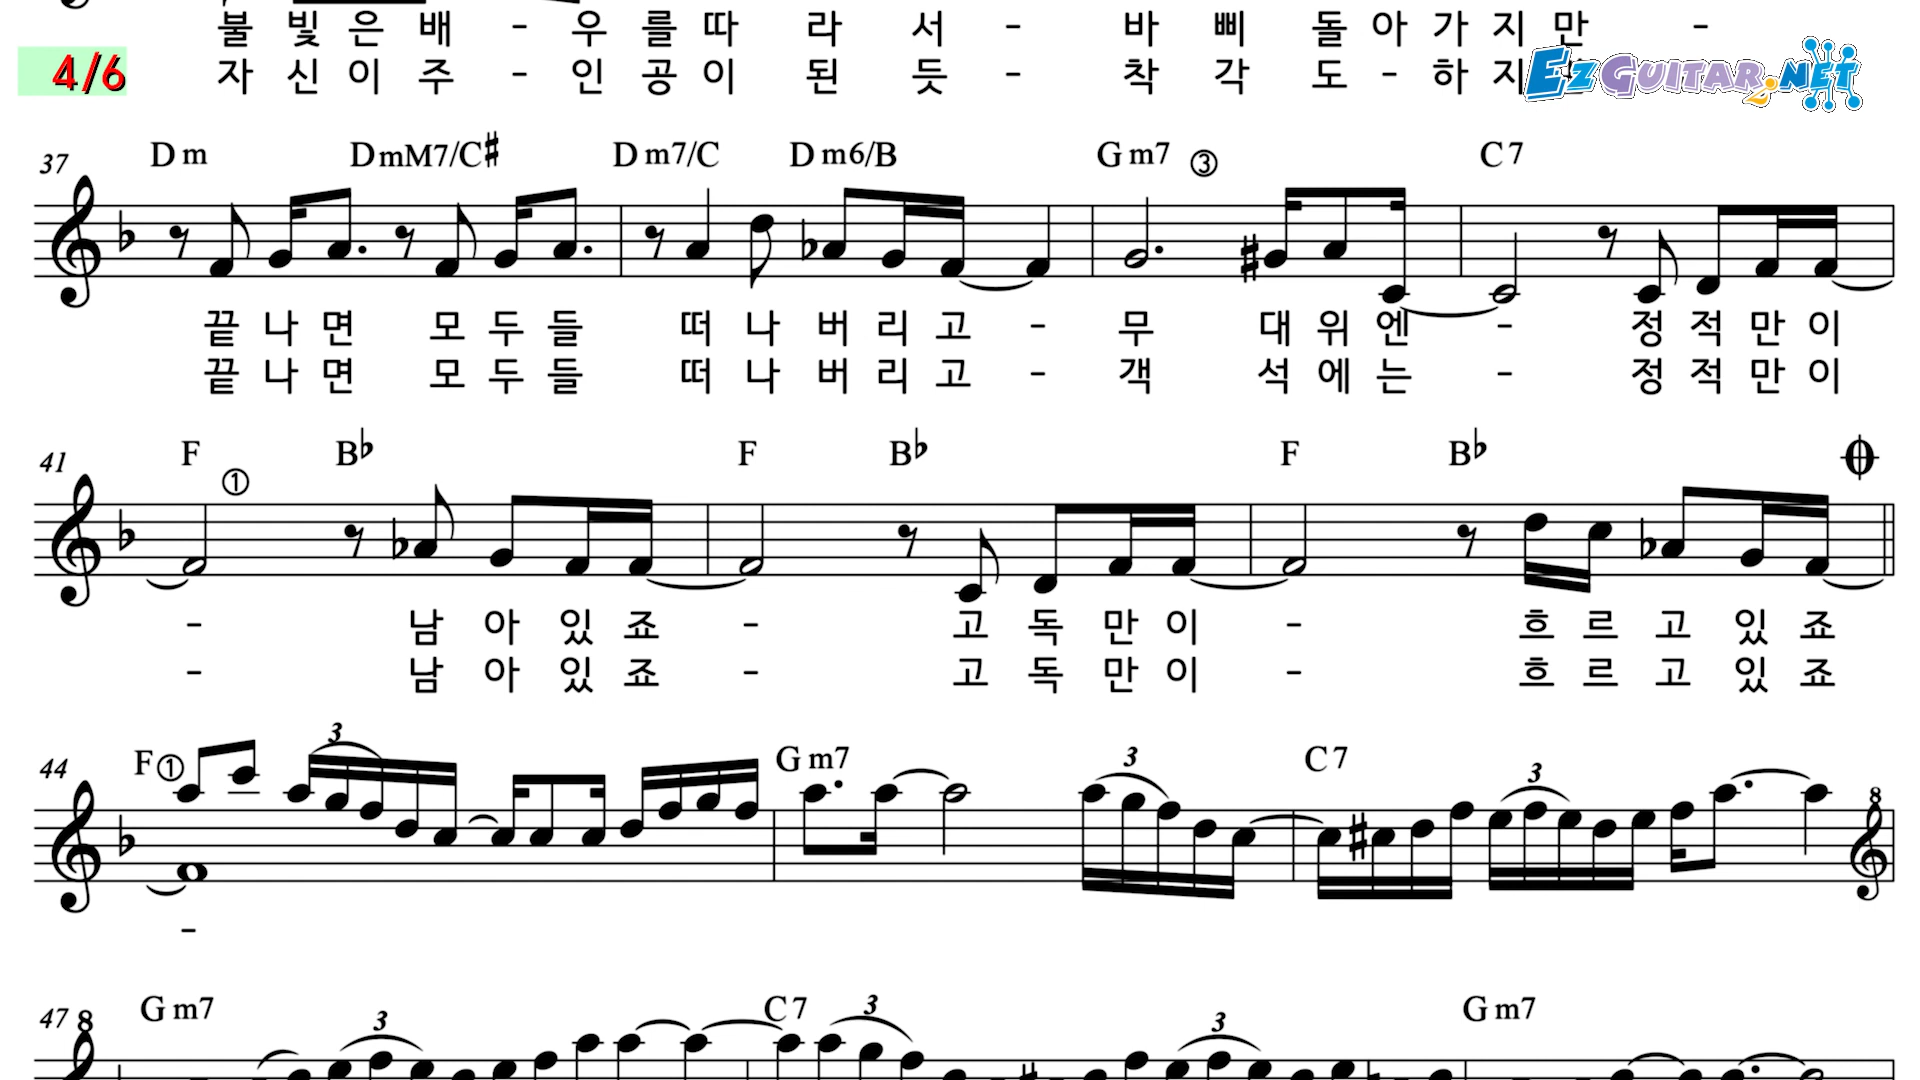 불 빛 은 배 - 우 를 따 라 서 - 바 삐 돌 아 가 지 만 -
4/6 자 신 이 주 - 인 공 이 된 듯 - 착 각 도 - 하 지
EZGUITAR2.NET
37 Dm DmM7/C♯ Dm7/C Dm6/B Gm7 ③ C7
끝 나 면 모 두 들 떠 나 버 리 고 - 무 대 위 엔 - 정 적 만 이
끝 나 면 모 두 들 떠 나 버 리 고 - 객 석 에 는 - 정 적 만 이
41 F ① B♭ F B♭ F B♭
- 남 아 있 죠 - 고 독 만 이 - 흐 르 고 있 죠
- 남 아 있 죠 - 고 독 만 이 - 흐 르 고 있 죠
44 F ① 3 Gm7 3 C7 3 8
-
47 8 Gm7 3 C7 3 3 Gm7